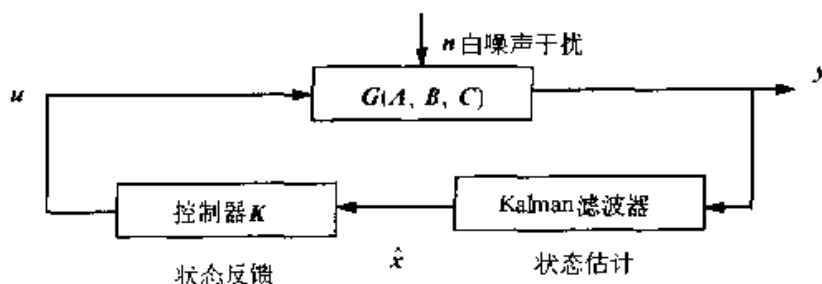 n 白噪声干扰
u
G(A, B, C)
y
控制器K
Kalman滤波器
状态反馈
x̂
状态估计